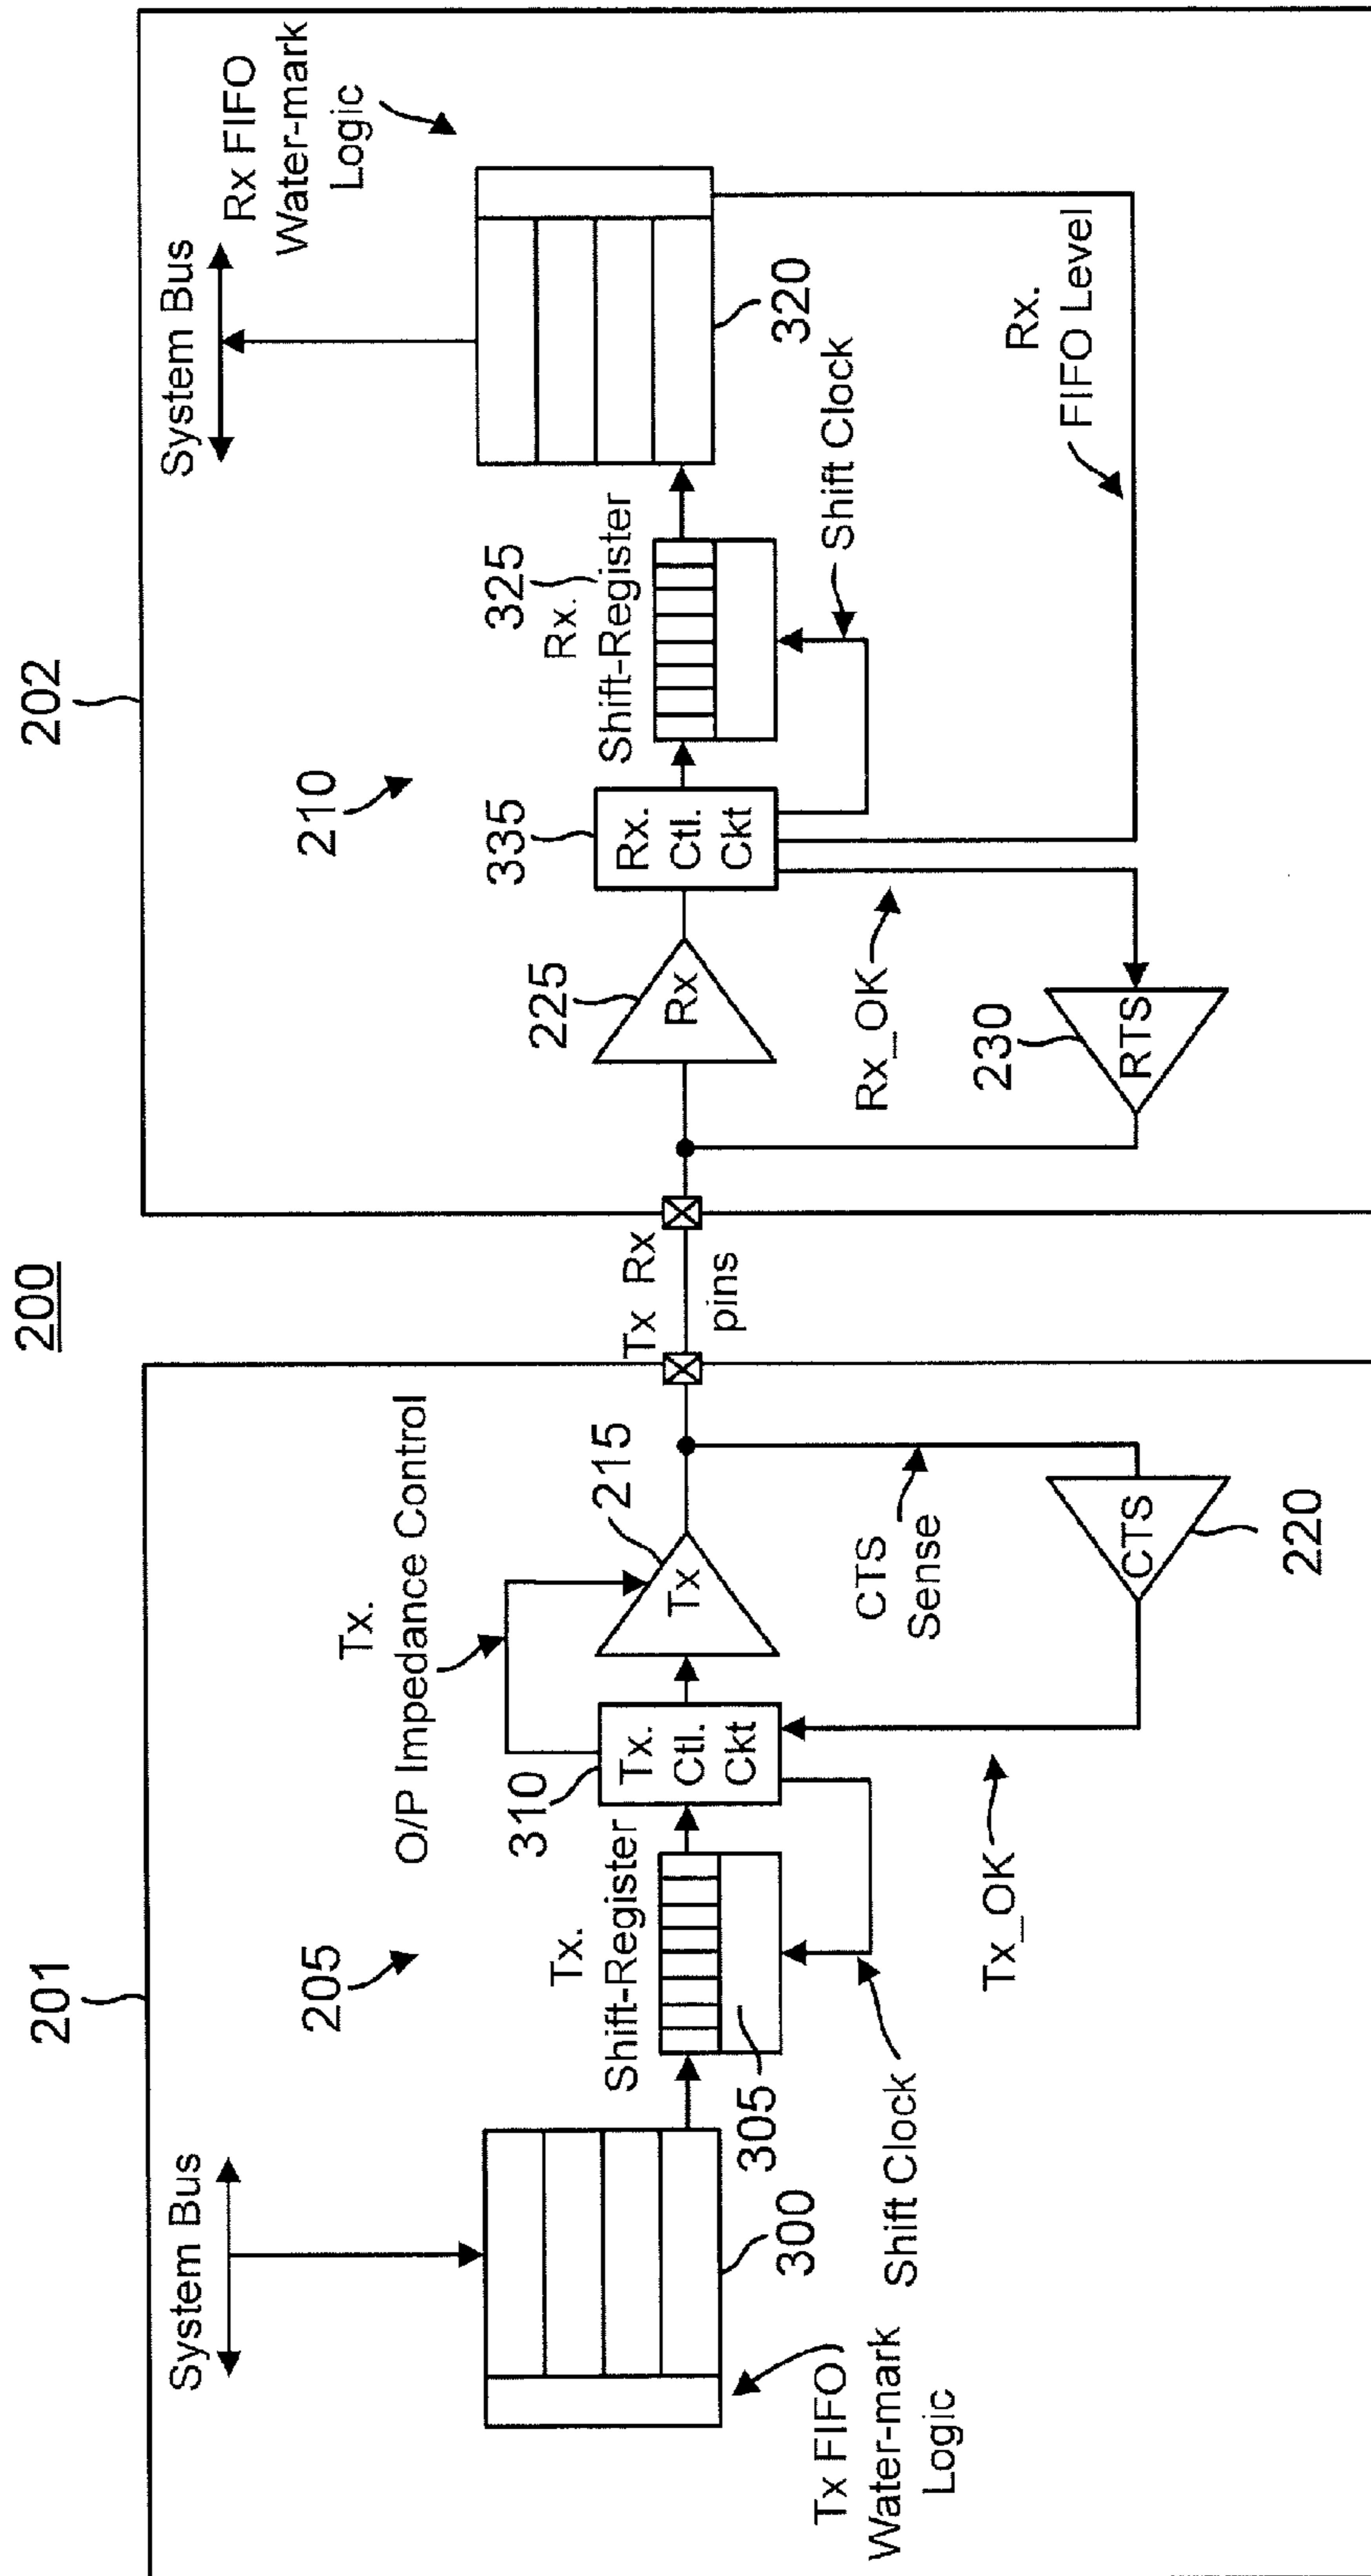 200
201
202
System Bus
System Bus
Rx FIFO
Water-mark
Logic
205
Tx.
O/P Impedance Control
210
Tx.
Shift-Register
310
215
Tx Rx
pins
225
335
325
Rx.
Shift-Register
Tx.
Ctl.
Ckt
Tx
Rx
Rx.
Ctl.
Ckt
300
305
320
Tx FIFO
Water-mark
Logic
Shift Clock
Tx_OK
CTS
Sense
Rx_OK
Shift Clock
Rx.
FIFO Level
CTS
220
230
RTS